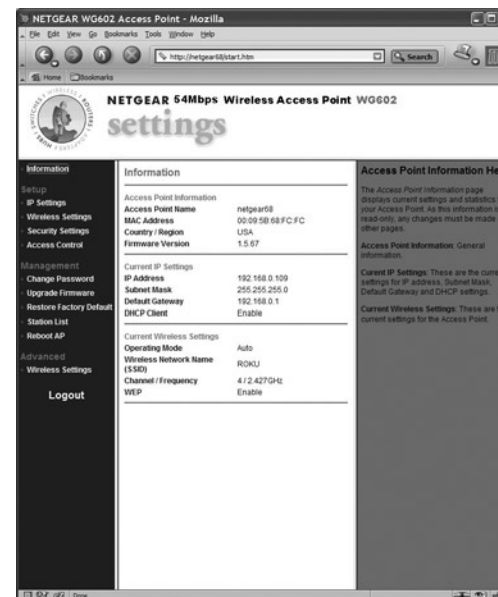 NETGEAR WG602 Access Point - Mozilla
File Edit View Go Bookmarks Tools Window Help
http://netgear68/start.htm
Search
Home Bookmarks
NETGEAR 54Mbps Wireless Access Point WG602
settings
SWITCHES WIRELESS ROUTERS HUBS
Information
Setup
IP Settings
Wireless Settings
Security Settings
Access Control
Management
Change Password
Upgrade Firmware
Restore Factory Default
Station List
Reboot AP
Advanced
Wireless Settings
Logout
Information
Access Point Information
Access Point Name netgear68
MAC Address 00:09:5B:68:FC:FC
Country / Region USA
Firmware Version 1.5.67
Current IP Settings
IP Address 192.168.0.109
Subnet Mask 255.255.255.0
Default Gateway 192.168.0.1
DHCP Client Enable
Current Wireless Settings
Operating Mode Auto
Wireless Network Name
(SSID) ROKU
Channel / Frequency 4 / 2.427GHz
WEP Enable
Access Point Information He
The Access Point Information page
displays current settings and statistics
your Access Point. As this information i
read-only, any changes must be made
other pages.
Access Point Information: General
information.
Curent IP Settings: These are the curre
settings for IP address, Subnet Mask,
Default Gateway and DHCP settings.
Current Wireless Settings: These are
current settings for the Access Point.
Done